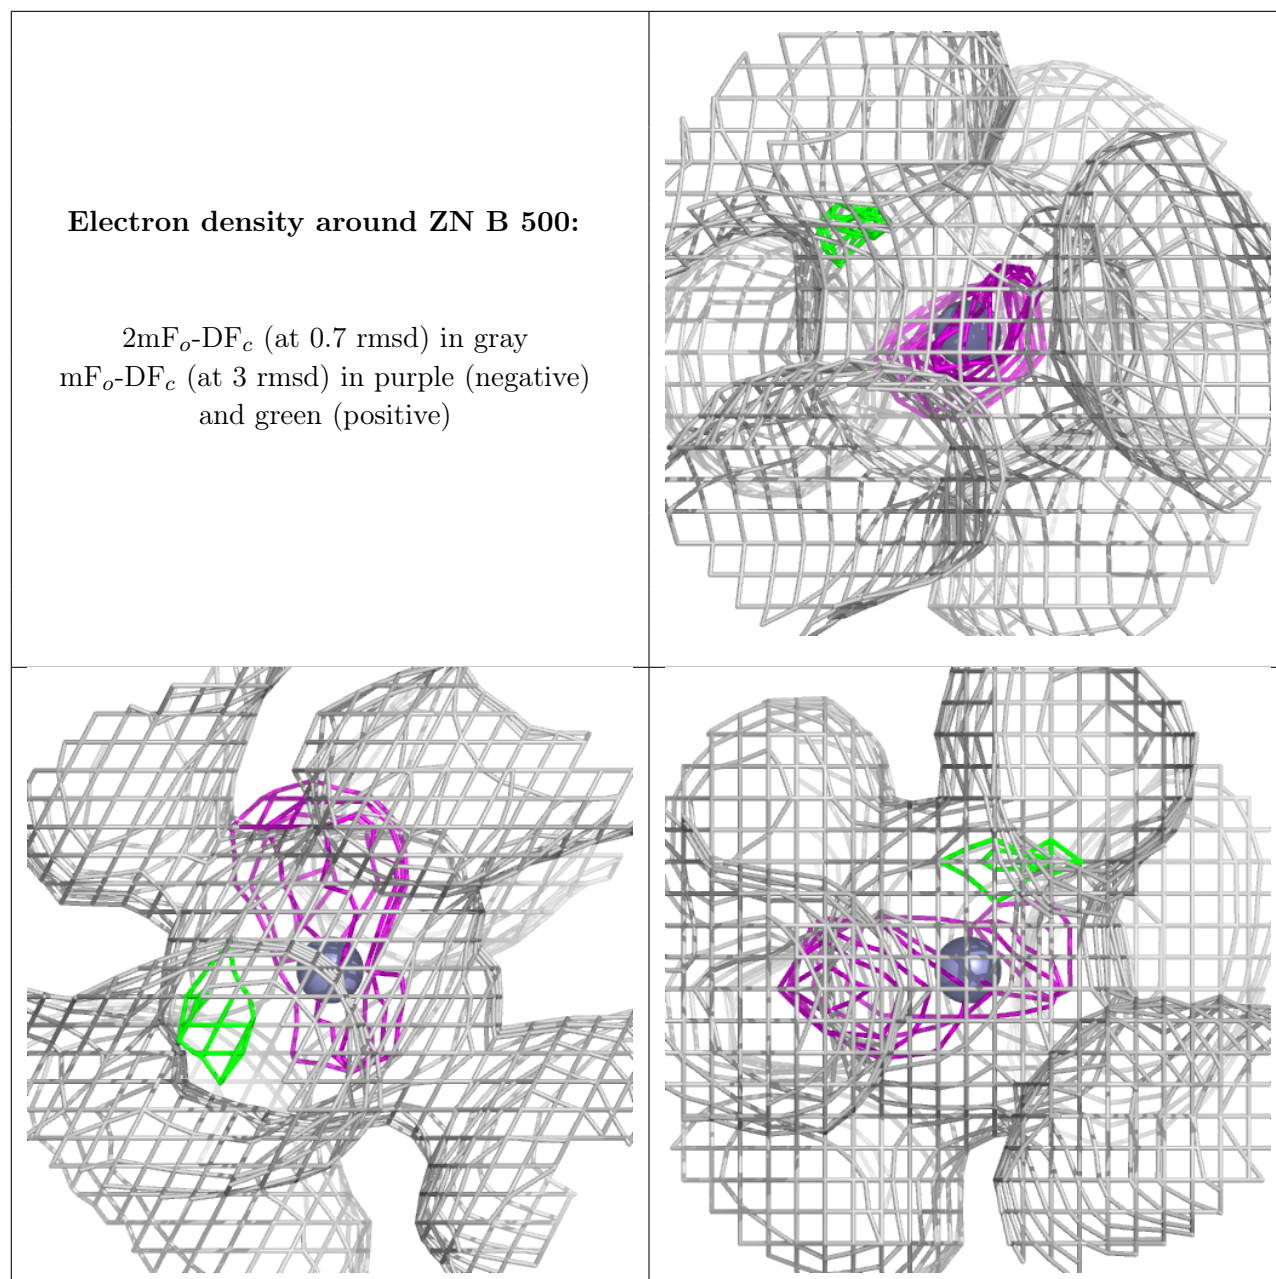 Electron density around ZN B 500:
2mFo-DFc (at 0.7 rmsd) in gray
mFo-DFc (at 3 rmsd) in purple (negative)
and green (positive)